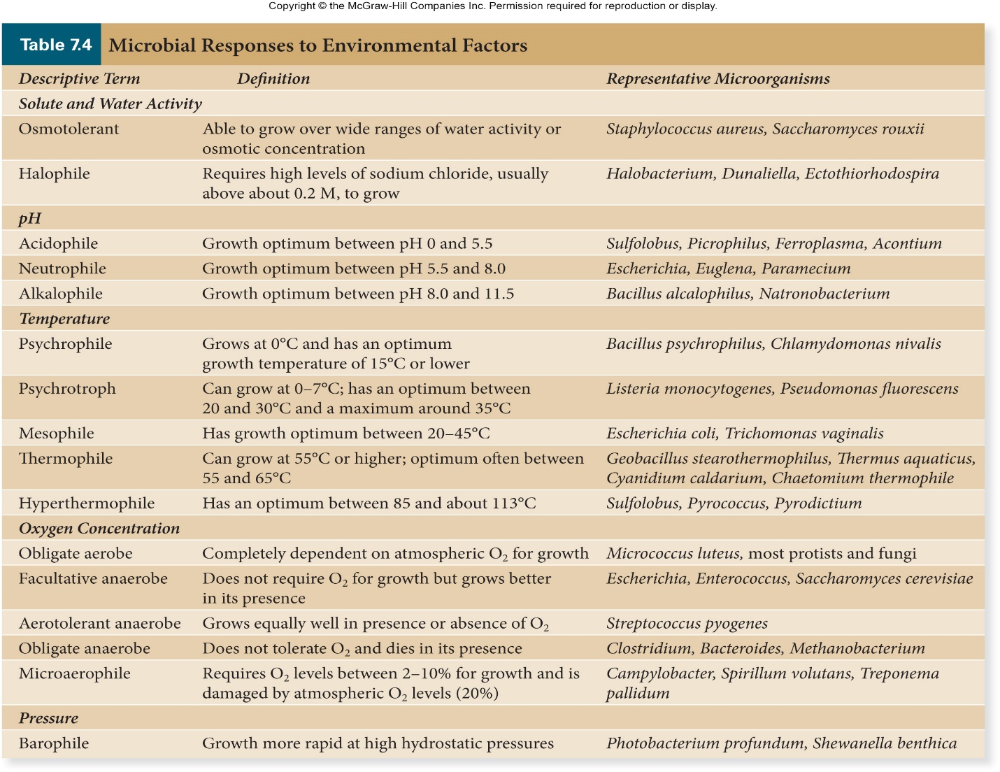 Copyright © the McGraw-Hill Companies Inc. Permission required for reproduction or display.
Table 7.4 Microbial Responses to Environmental Factors
Descriptive Term Definition Representative Microorganisms
Solute and Water Activity
Osmotolerant Able to grow over wide ranges of water activity or Staphylococcus aureus, Saccharomyces rouxii
osmotic concentration
Halophile Requires high levels of sodium chloride, usually Halobacterium, Dunaliella, Ectothiorhodospira
above about 0.2 M, to grow
pH
Acidophile Growth optimum between pH 0 and 5.5 Sulfolobus, Picrophilus, Ferroplasma, Acontium
Neutrophile Growth optimum between pH 5.5 and 8.0 Escherichia, Euglena, Paramecium
Alkalophile Growth optimum between pH 8.0 and 11.5 Bacillus alcalophilus, Natronobacterium
Temperature
Psychrophile Grows at 0°C and has an optimum Bacillus psychrophilus, Chlamydomonas nivalis
growth temperature of 15°C or lower
Psychrotroph Can grow at 0–7°C; has an optimum between Listeria monocytogenes, Pseudomonas fluorescens
20 and 30°C and a maximum around 35°C
Mesophile Has growth optimum between 20–45°C Escherichia coli, Trichomonas vaginalis
Thermophile Can grow at 55°C or higher; optimum often between Geobacillus stearothermophilus, Thermus aquaticus,
55 and 65°C Cyanidium caldarium, Chaetomium thermophile
Hyperthermophile Has an optimum between 85 and about 113°C Sulfolobus, Pyrococcus, Pyrodictium
Oxygen Concentration
Obligate aerobe Completely dependent on atmospheric O₂ for growth Micrococcus luteus, most protists and fungi
Facultative anaerobe Does not require O₂ for growth but grows better Escherichia, Enterococcus, Saccharomyces cerevisiae
in its presence
Aerotolerant anaerobe Grows equally well in presence or absence of O₂ Streptococcus pyogenes
Obligate anaerobe Does not tolerate O₂ and dies in its presence Clostridium, Bacteroides, Methanobacterium
Microaerophile Requires O₂ levels between 2–10% for growth and is Campylobacter, Spirillum volutans, Treponema
damaged by atmospheric O₂ levels (20%) pallidum
Pressure
Barophile Growth more rapid at high hydrostatic pressures Photobacterium profundum, Shewanella benthica